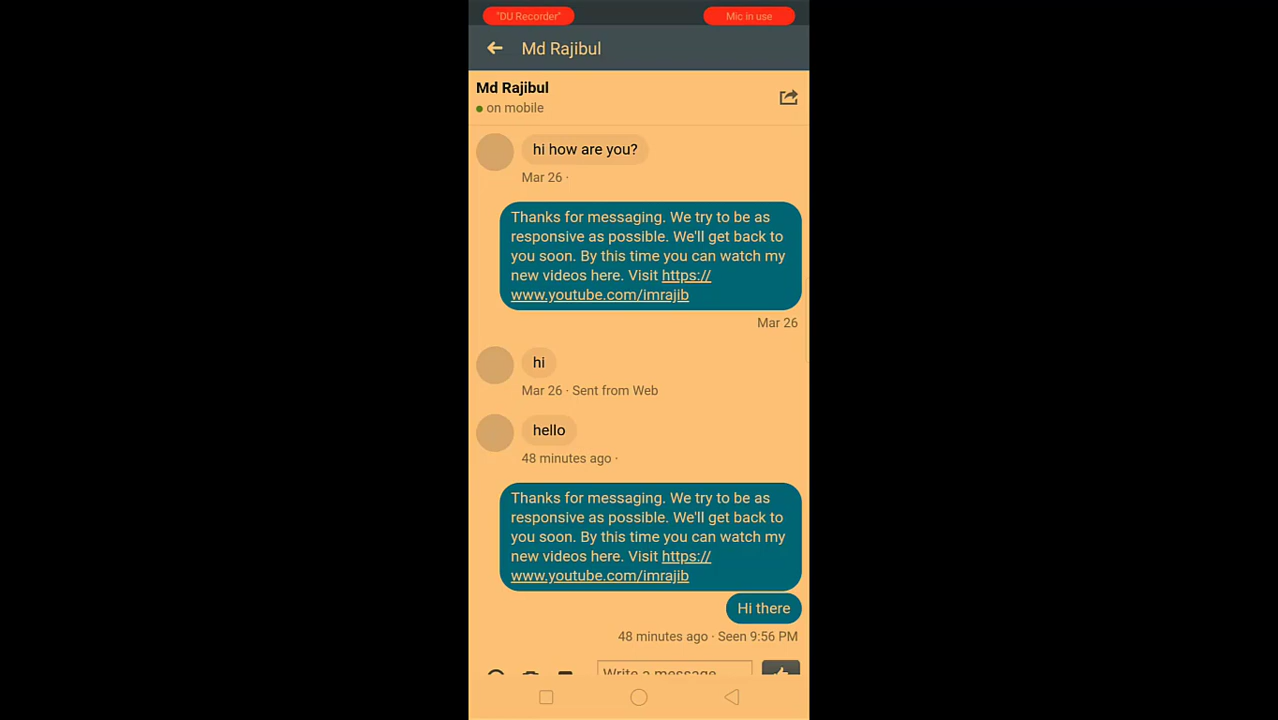 "DU Recorder"
Mic in use
Md Rajibul
Md Rajibul
on mobile
hi how are you?
Mar 26 ·
Thanks for messaging. We try to be as
responsive as possible. We'll get back to
you soon. By this time you can watch my
new videos here. Visit https://
www.youtube.com/imrajib
Mar 26
hi
Mar 26 · Sent from Web
hello
48 minutes ago ·
Thanks for messaging. We try to be as
responsive as possible. We'll get back to
you soon. By this time you can watch my
new videos here. Visit https://
www.youtube.com/imrajib
Hi there
48 minutes ago · Seen 9:56 PM
Write a message